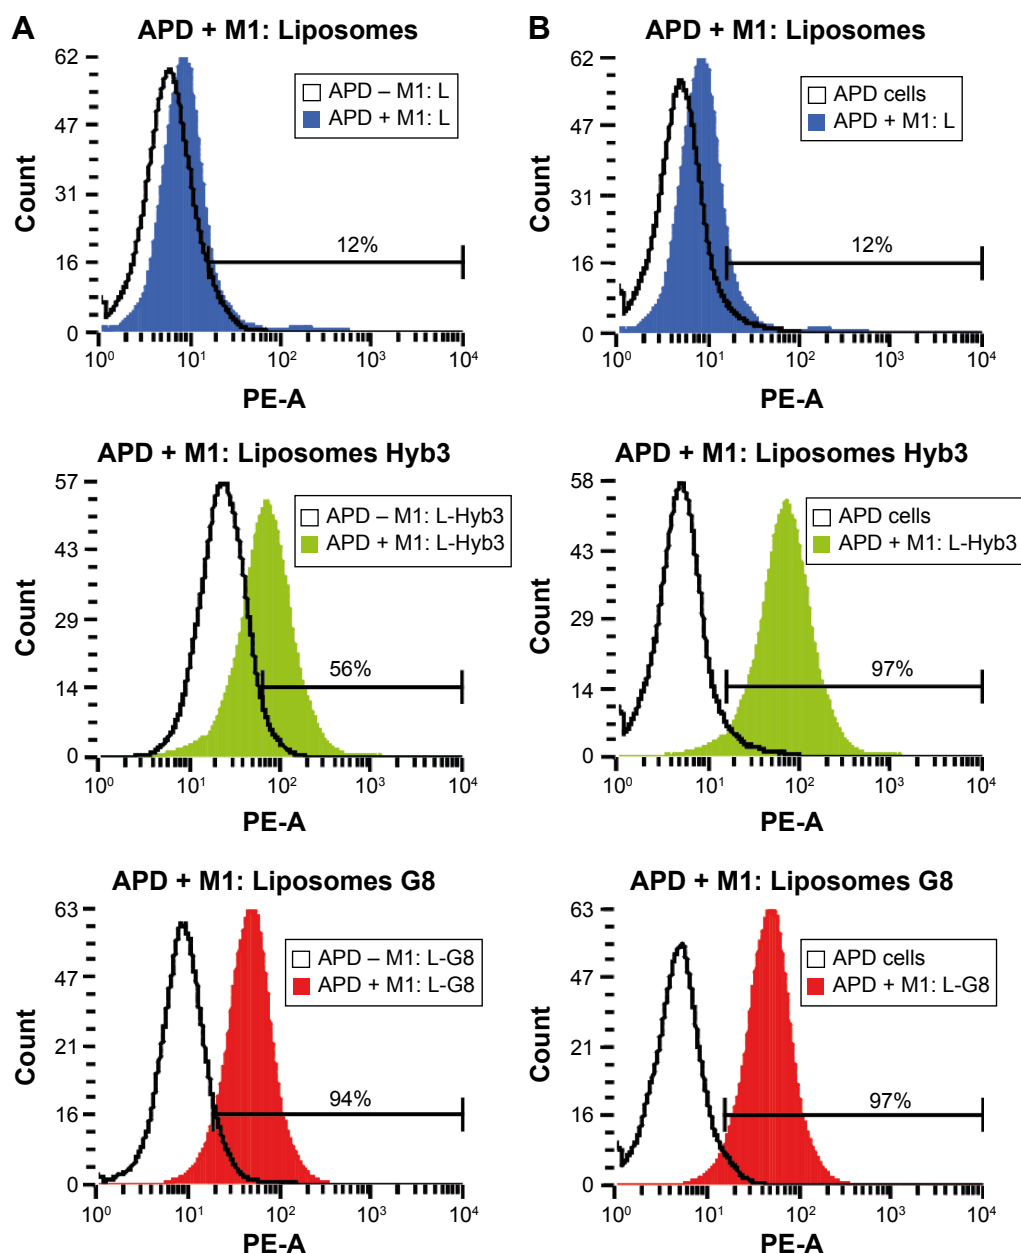 A
APD + M1: Liposomes
62
47
31
16
0
Count
APD – M1: L
APD + M1: L
12%
10⁰ 10¹ 10² 10³ 10⁴
PE-A
B
APD + M1: Liposomes
62
47
31
16
0
Count
APD cells
APD + M1: L
12%
10⁰ 10¹ 10² 10³ 10⁴
PE-A
APD + M1: Liposomes Hyb3
57
43
29
14
0
Count
APD – M1: L-Hyb3
APD + M1: L-Hyb3
56%
10⁰ 10¹ 10² 10³ 10⁴
PE-A
APD + M1: Liposomes Hyb3
58
43
29
14
0
Count
APD cells
APD + M1: L-Hyb3
97%
10⁰ 10¹ 10² 10³ 10⁴
PE-A
APD + M1: Liposomes G8
63
47
21
16
0
Count
APD – M1: L-G8
APD + M1: L-G8
94%
10⁰ 10¹ 10² 10³ 10⁴
PE-A
APD + M1: Liposomes G8
63
47
21
16
0
Count
APD cells
APD + M1: L-G8
97%
10⁰ 10¹ 10² 10³ 10⁴
PE-A